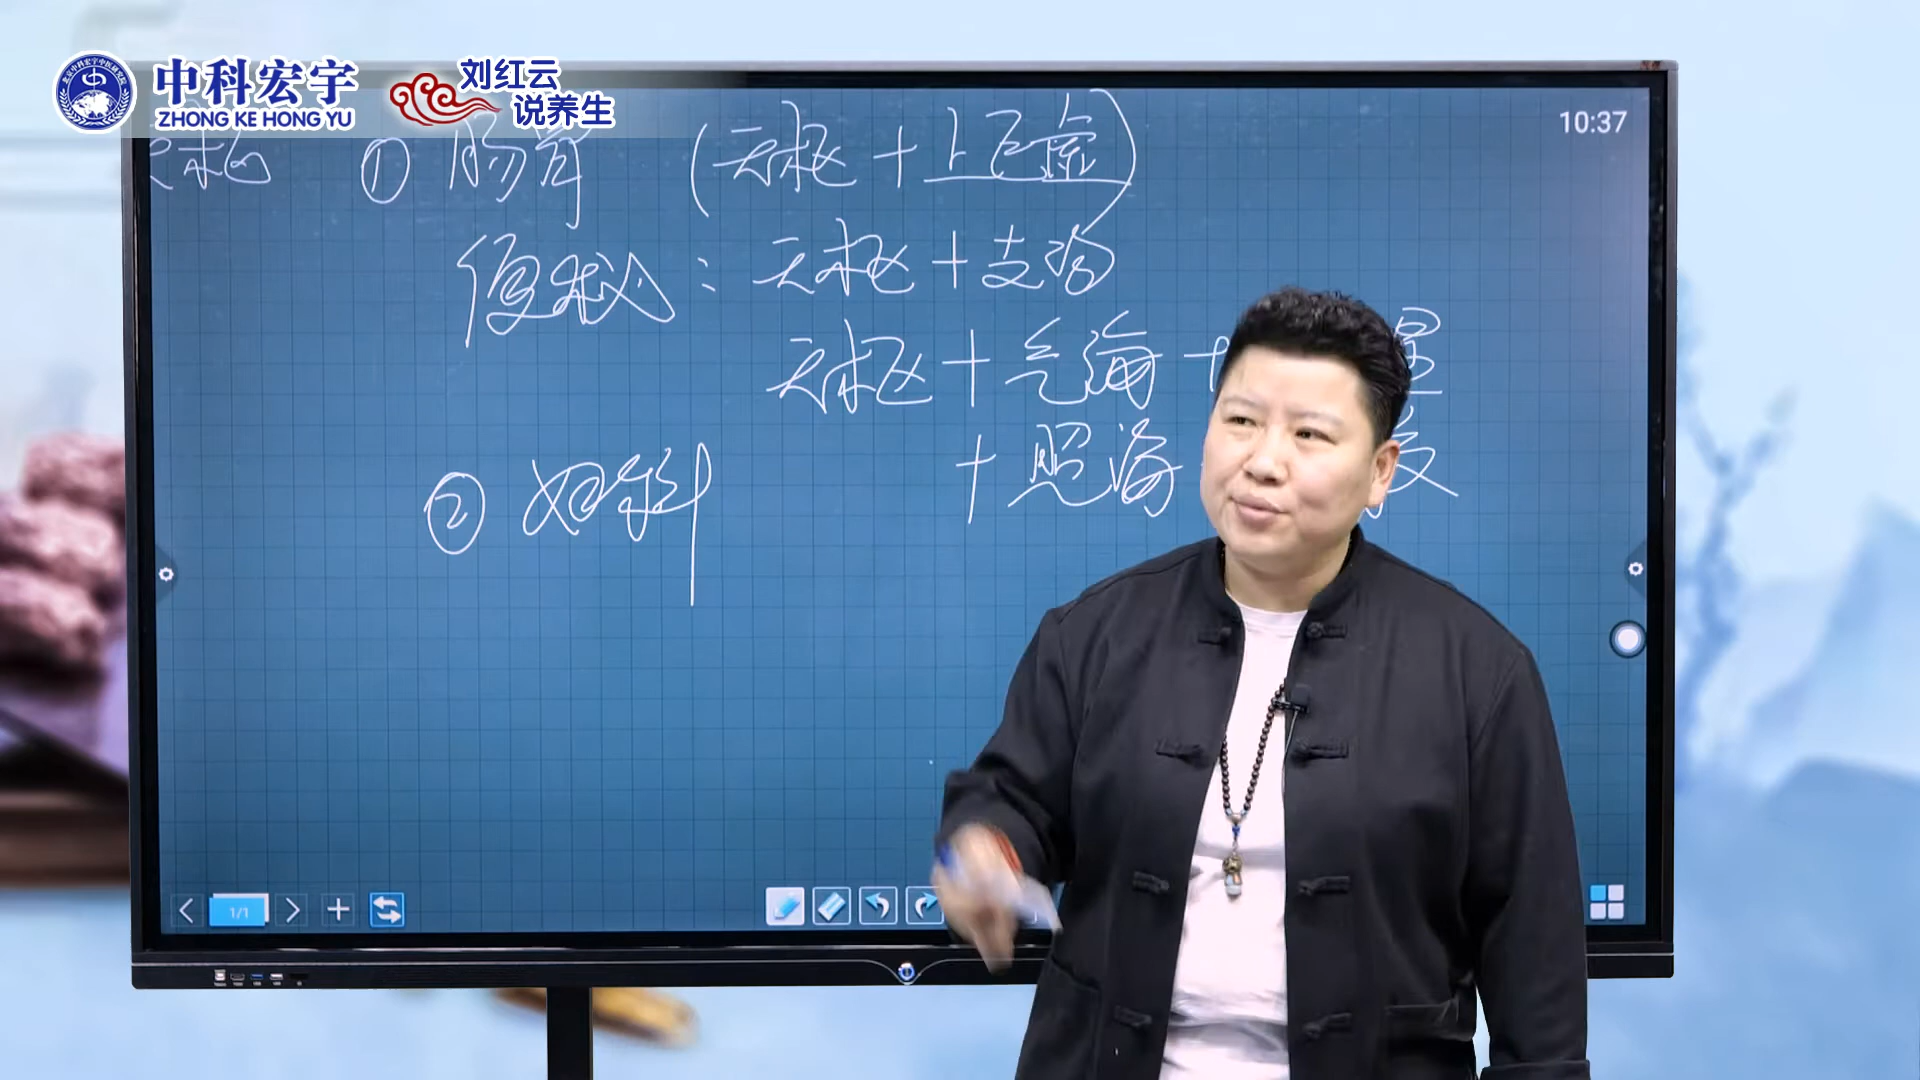 中科宏宇
ZHONG KE HONG YU
刘红云
说养生
10:37
天枢 ① 肠胃 (天枢 + 上巨虚)
便秘: 天枢 + 支沟
天枢 + 气海 +
+ 照海
② 妇科
1/1